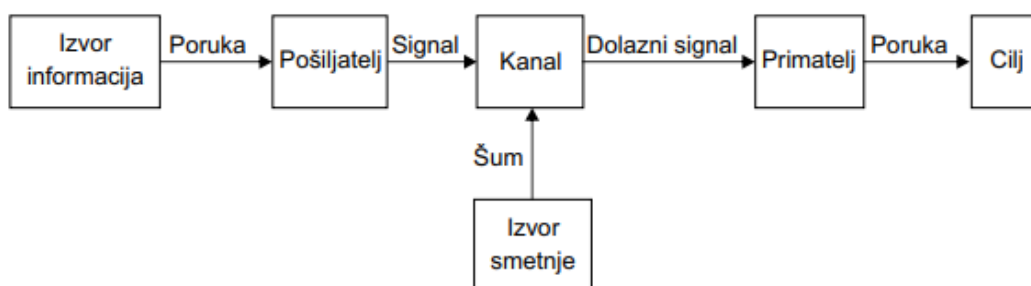 Izvor
informacija
Poruka
Pošiljatelj
Signal
Kanal
Dolazni signal
Primatelj
Poruka
Cilj
Šum
Izvor
smetnje